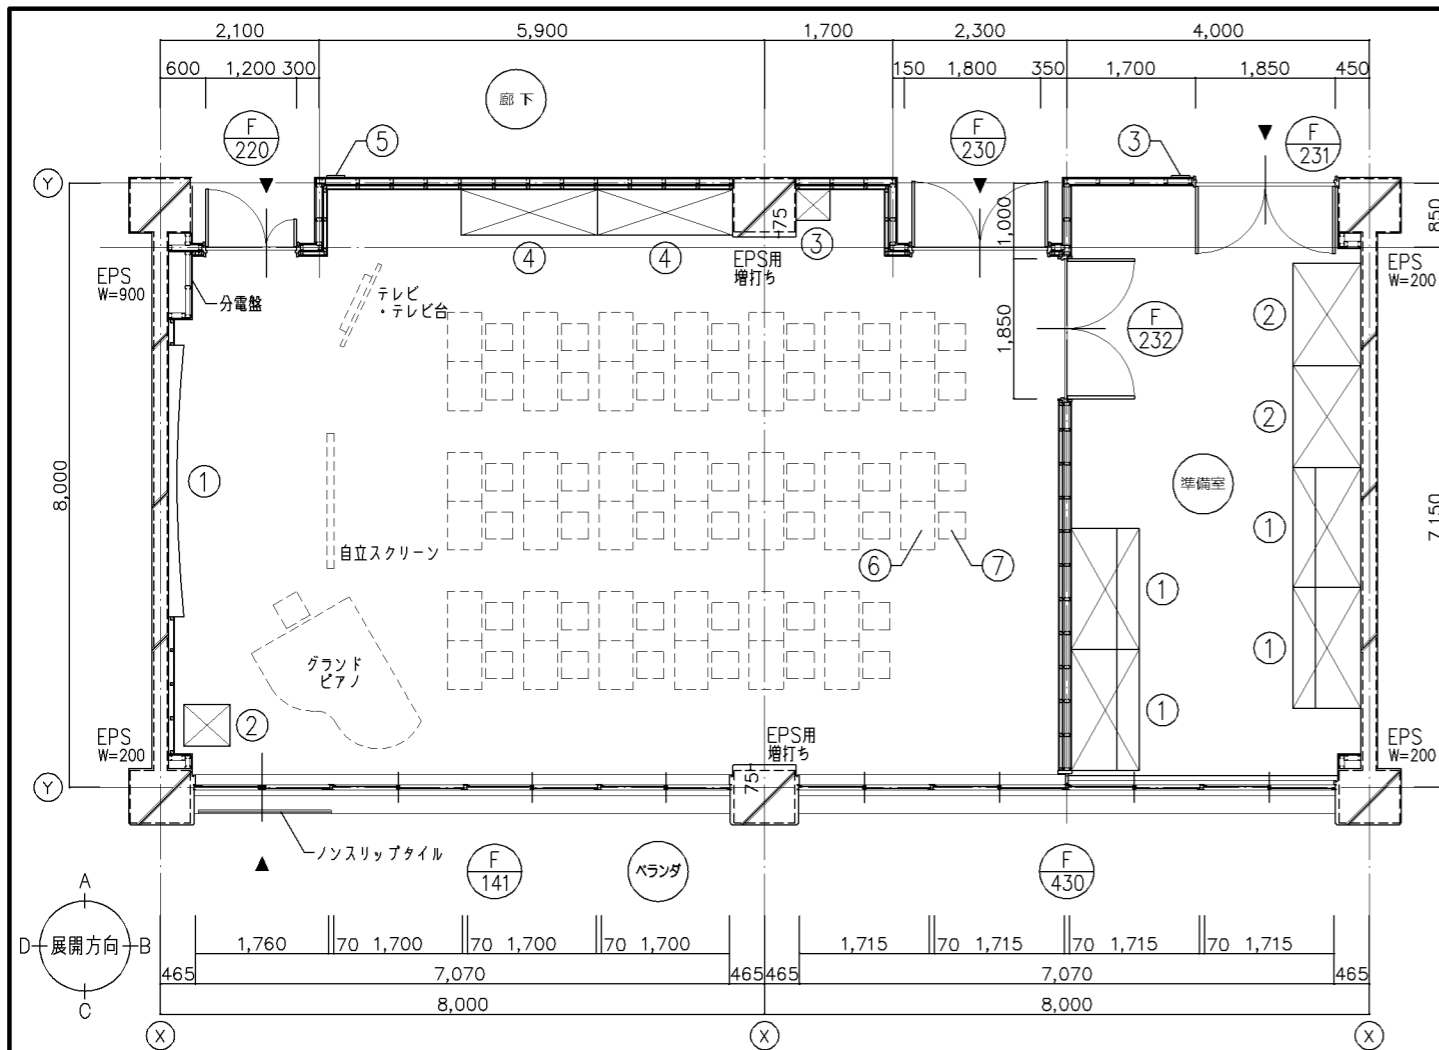 2,100 5,900 1,700 2,300 4,000
600 1,200 300 150 1,800 350 1,700 1,850 450
廊下
F
220
⑤
F
230
③
F
231
Y
75
1,000
850
④ ④ ③
EPS用
増打ち
EPS
W=900
分電盤
テレビ
・テレビ台
1,850
F
232
EPS
W=200
②
②
8,000
①
準備室
7,150
自立スクリーン
⑥ ⑦
①
①
①
①
グランド
ピアノ
②
EPS
W=200
EPS用
増打ち
75
EPS
W=200
Y
ノンスリップタイル
F
141
ベランダ
F
430
A
D 展開方向 B
C
1,760 70 1,700 70 1,700 70 1,700 1,715 70 1,715 70 1,715 70 1,715
465 7,070 465 465 7,070 465
8,000 8,000
X X X